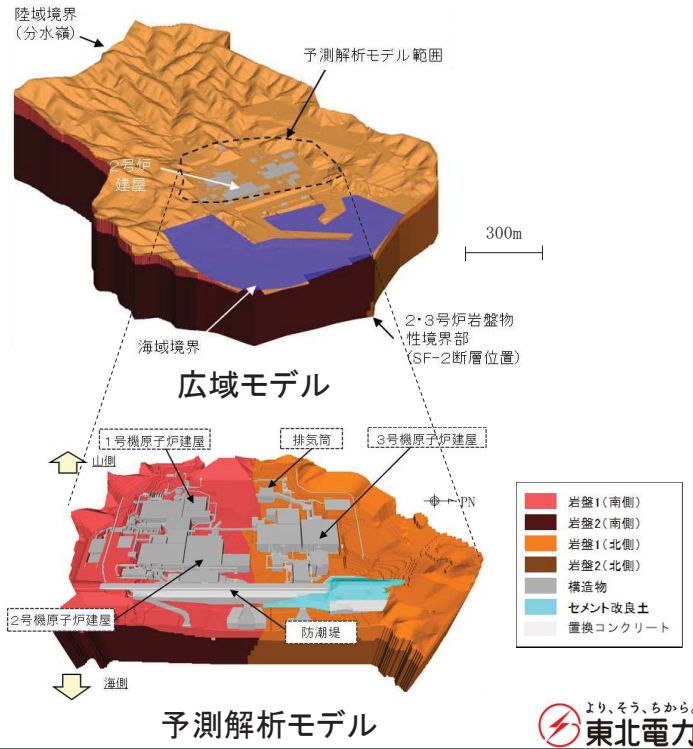 陸域境界
(分水嶺)
予測解析モデル範囲
2号炉
建屋
300m
海域境界
2・3号炉岩盤物
性境界部
(SF-2断層位置)
広域モデル
1号機原子炉建屋
排気筒
3号機原子炉建屋
山側
PN
2号機原子炉建屋
防潮堤
海側
予測解析モデル
岩盤1(南側)
岩盤2(南側)
岩盤1(北側)
岩盤2(北側)
構造物
セメント改良土
置換コンクリート
より、そう、ちから。
東北電力